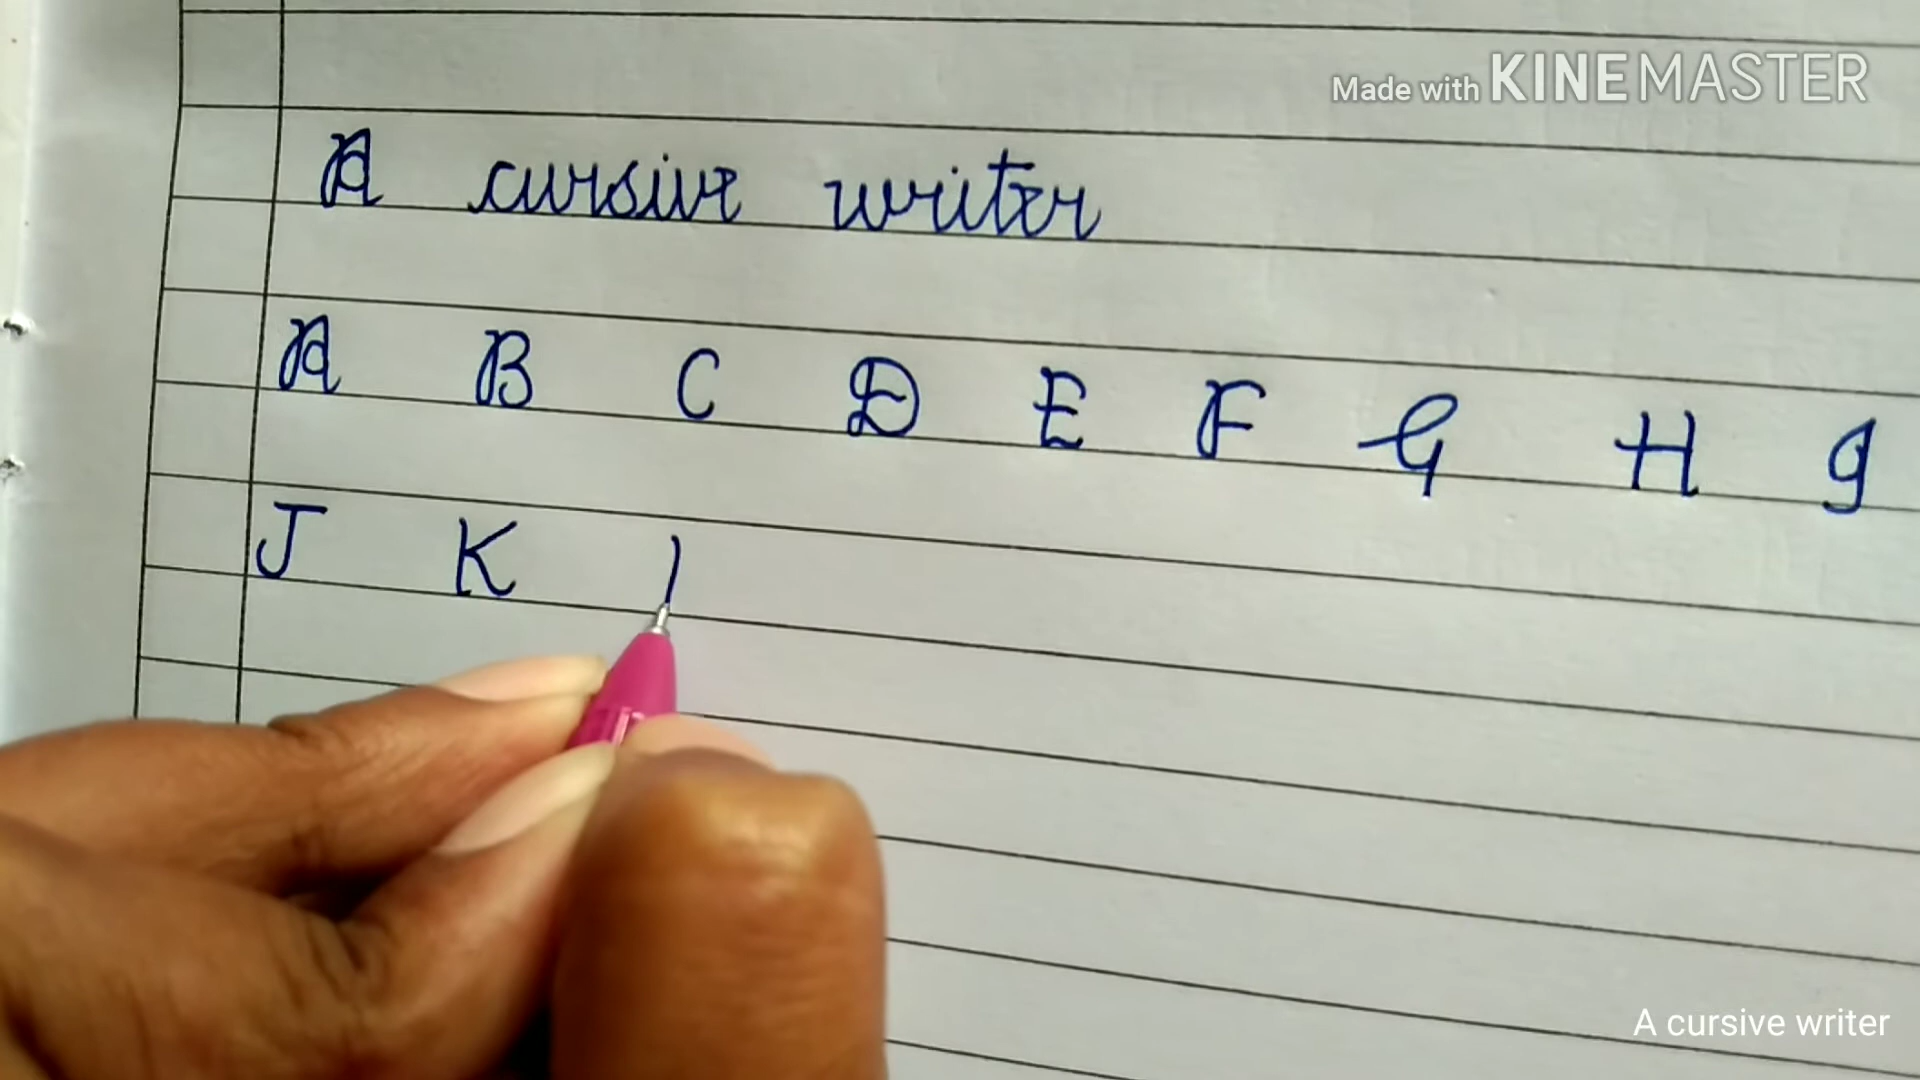 Made with KINEMASTER
A cursive writer
A B C D E F G H I
J K
A cursive writer